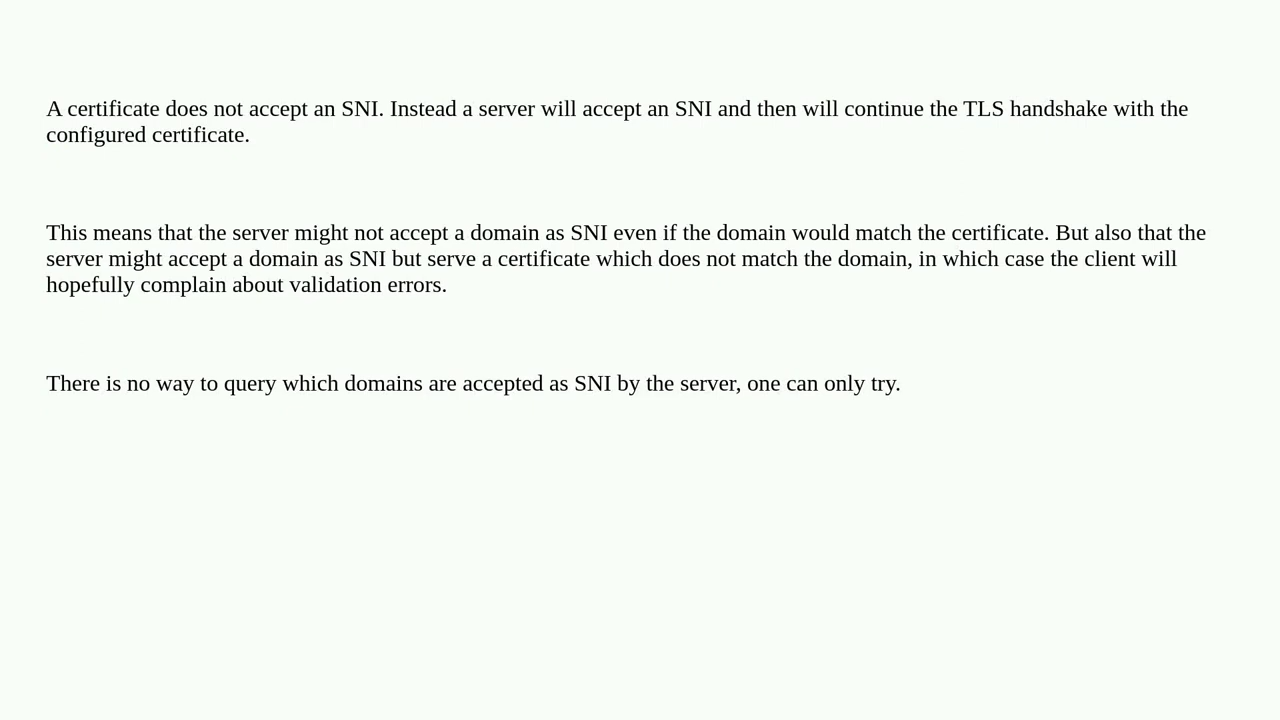 A certificate does not accept an SNI. Instead a server will accept an SNI and then will continue the TLS handshake with the
configured certificate.
This means that the server might not accept a domain as SNI even if the domain would match the certificate. But also that the
server might accept a domain as SNI but serve a certificate which does not match the domain, in which case the client will
hopefully complain about validation errors.
There is no way to query which domains are accepted as SNI by the server, one can only try.